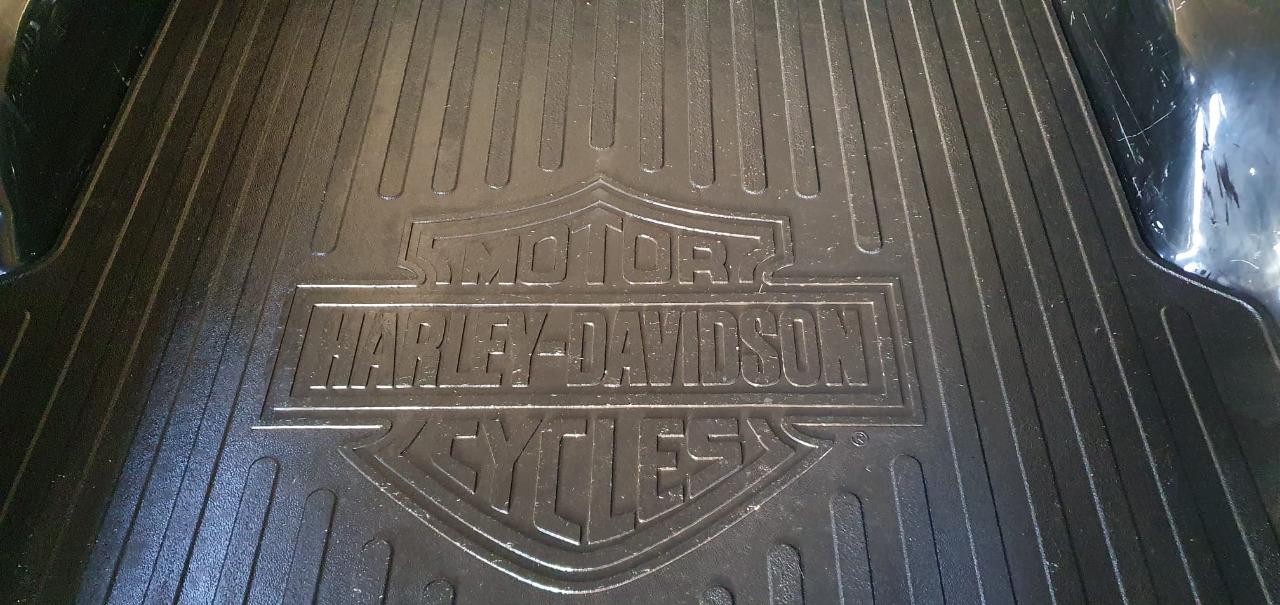 MOTOR
HARLEY-DAVIDSON
CYCLES
®